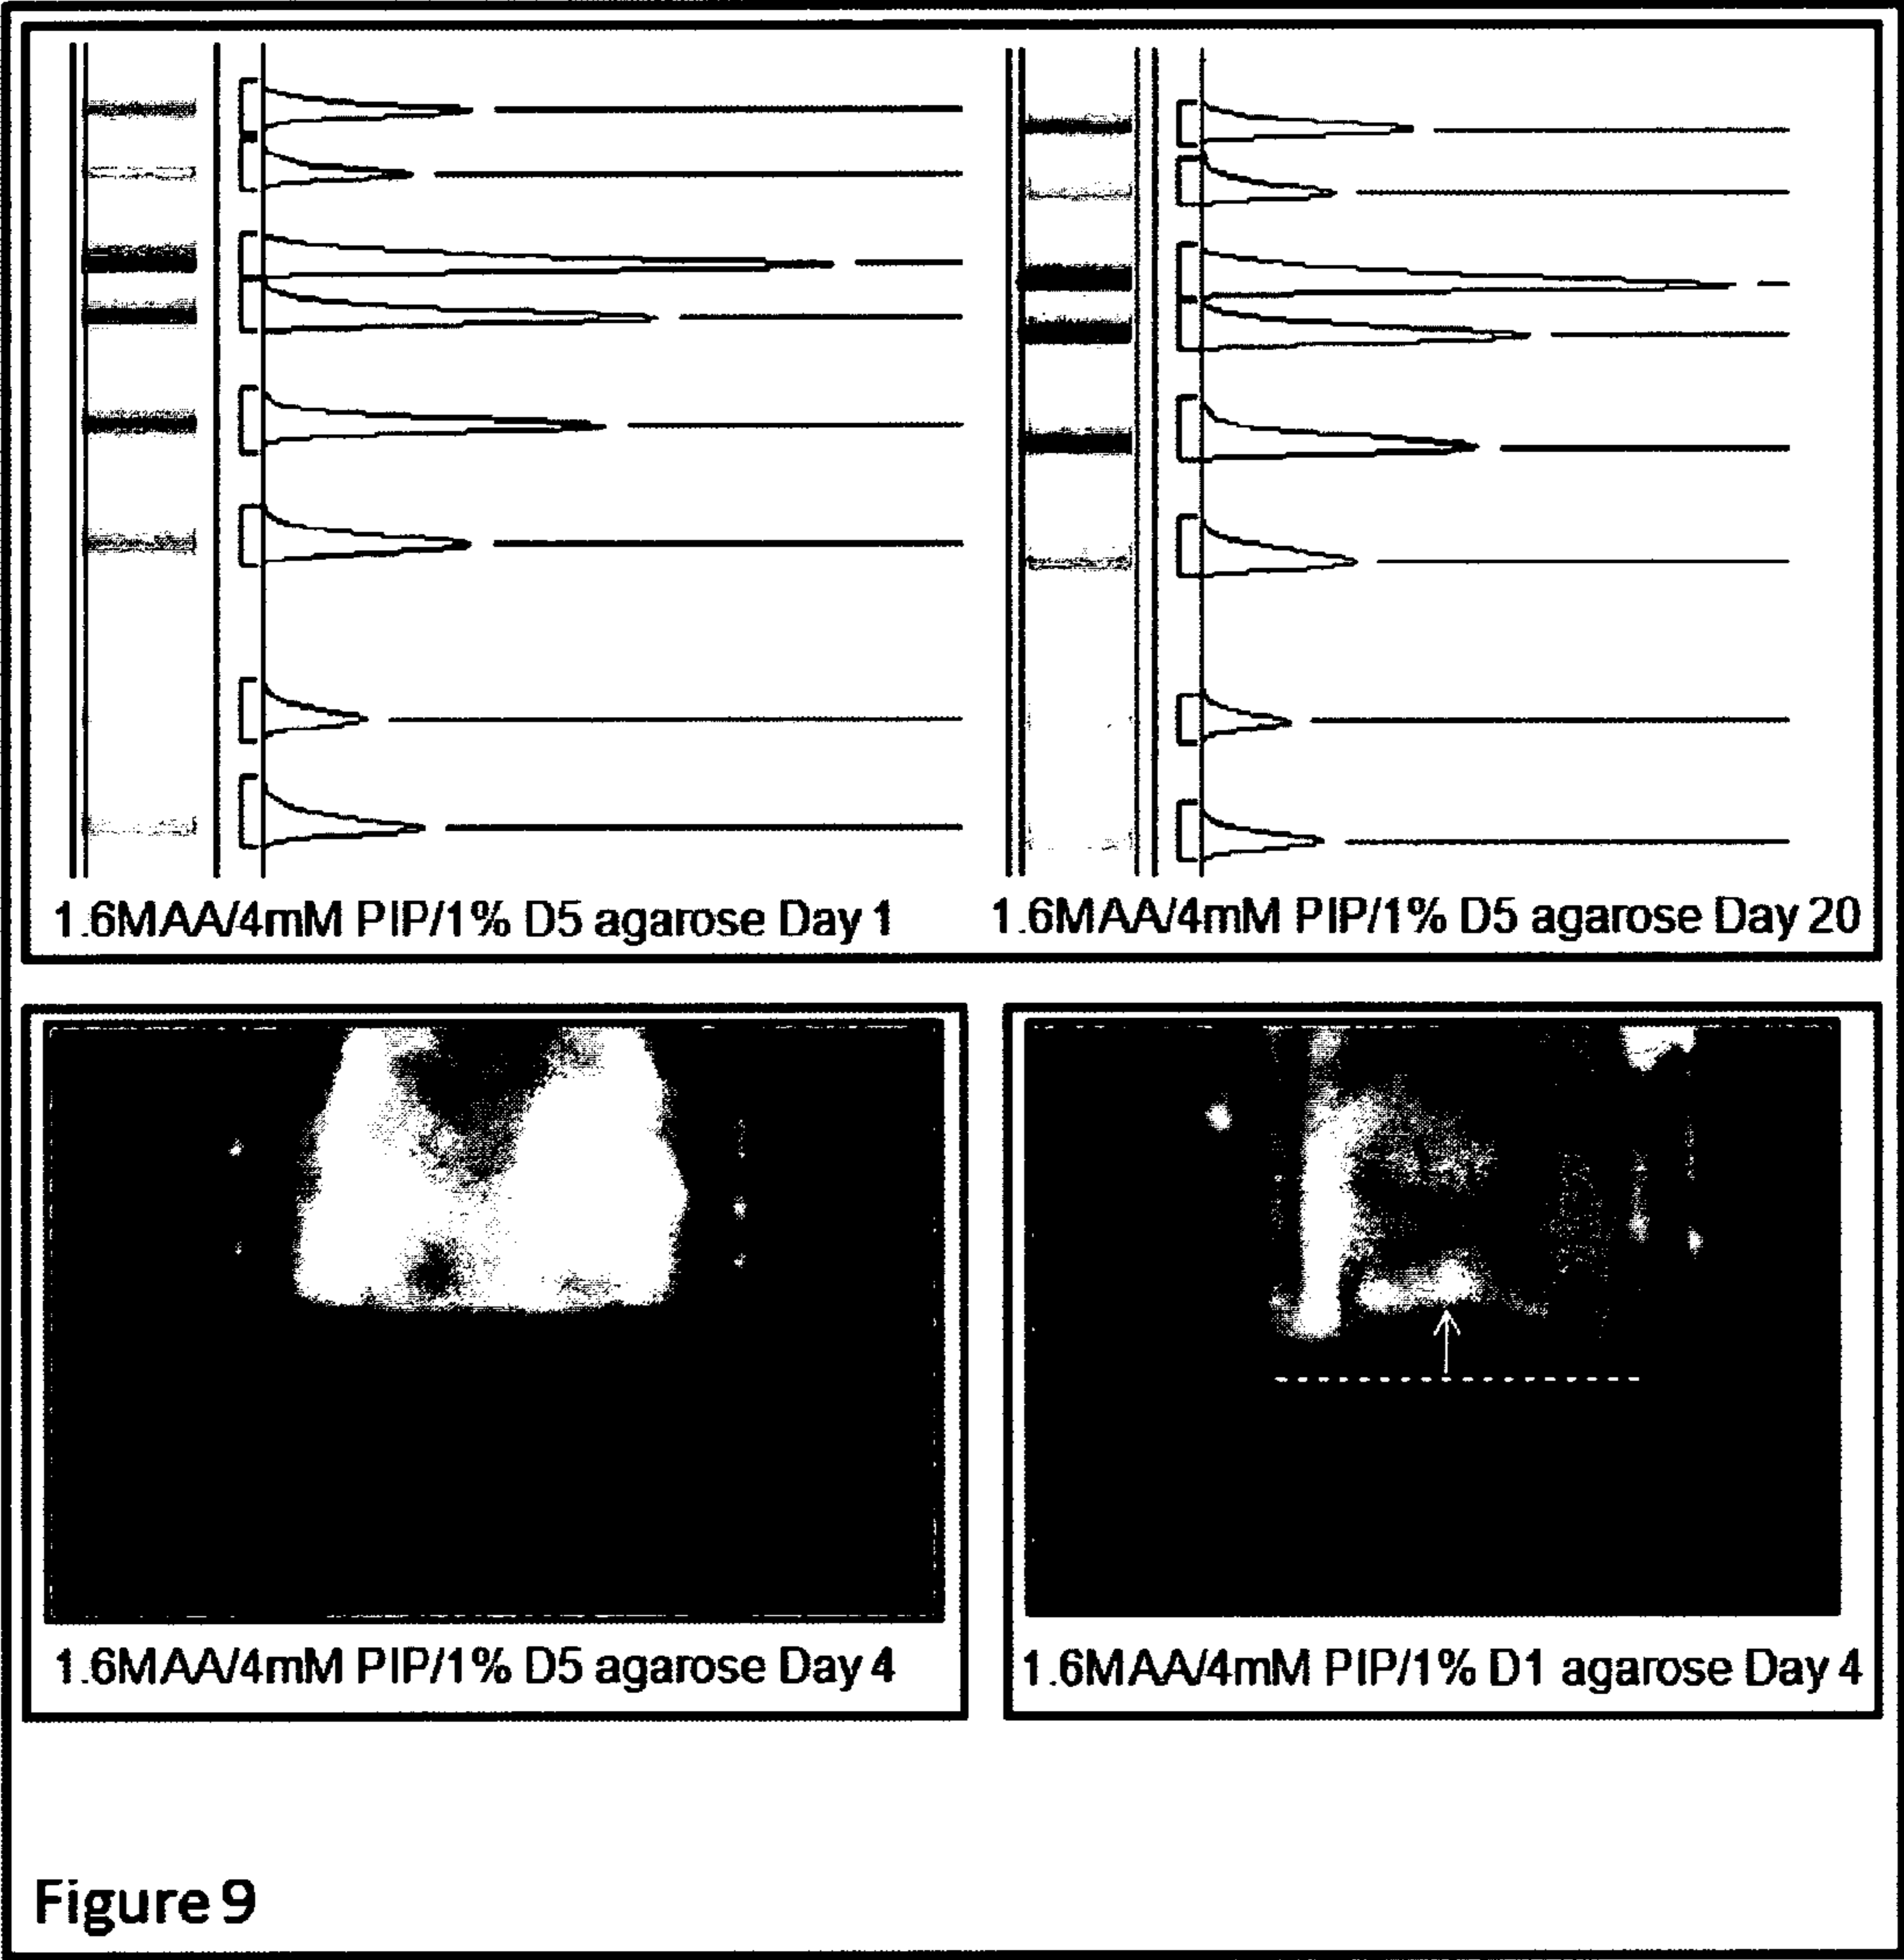 1.6MAA/4mM PIP/1% D5 agarose Day 1
1.6MAA/4mM PIP/1% D5 agarose Day 20
1.6MAA/4mM PIP/1% D5 agarose Day 4
1.6MAA/4mM PIP/1% D1 agarose Day 4
Figure 9